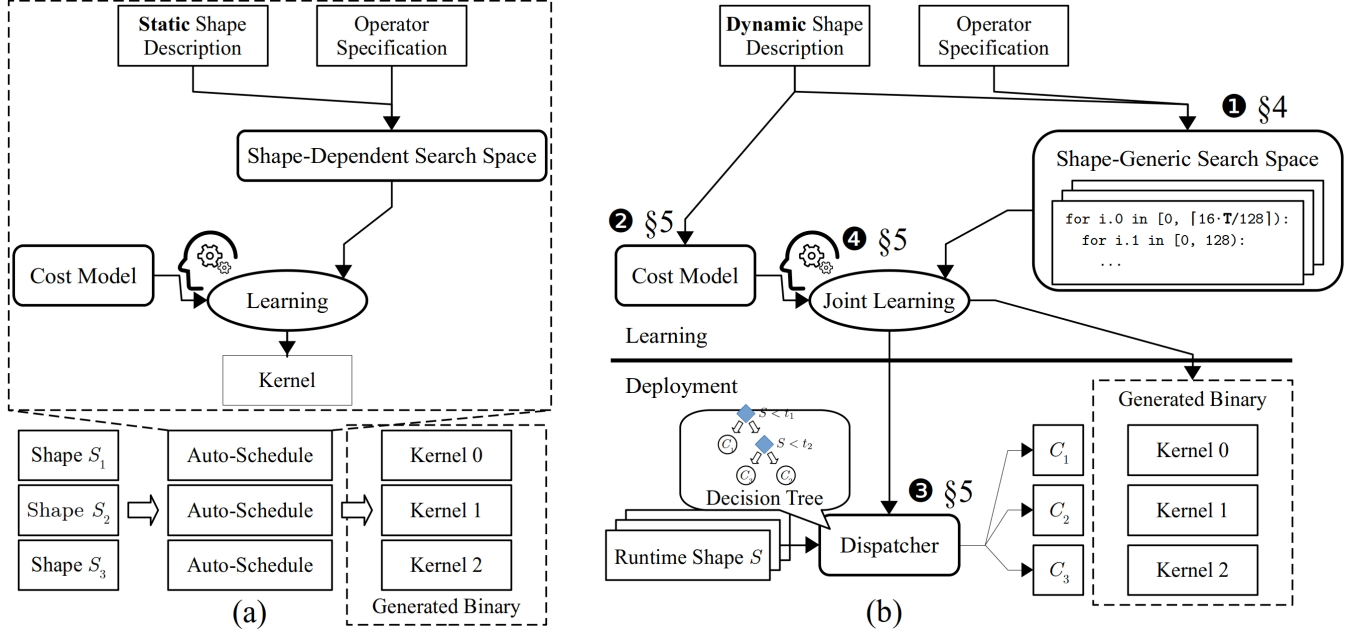 Static Shape
Description
Operator
Specification
Shape-Dependent Search Space
Cost Model
Learning
Kernel
Shape S1
Auto-Schedule
Kernel 0
Shape S2
Auto-Schedule
Kernel 1
Shape S3
Auto-Schedule
Kernel 2
Generated Binary
(a)
Dynamic Shape
Description
Operator
Specification
❶ §4
Shape-Generic Search Space
for i.0 in [0, ⌈16·T/128⌉):
for i.1 in [0, 128):
...
❷ §5
Cost Model
❹ §5
Joint Learning
Learning
Deployment
S < t1
S < t2
Decision Tree
❸ §5
Runtime Shape S
Dispatcher
C1
C2
C3
Generated Binary
Kernel 0
Kernel 1
Kernel 2
(b)